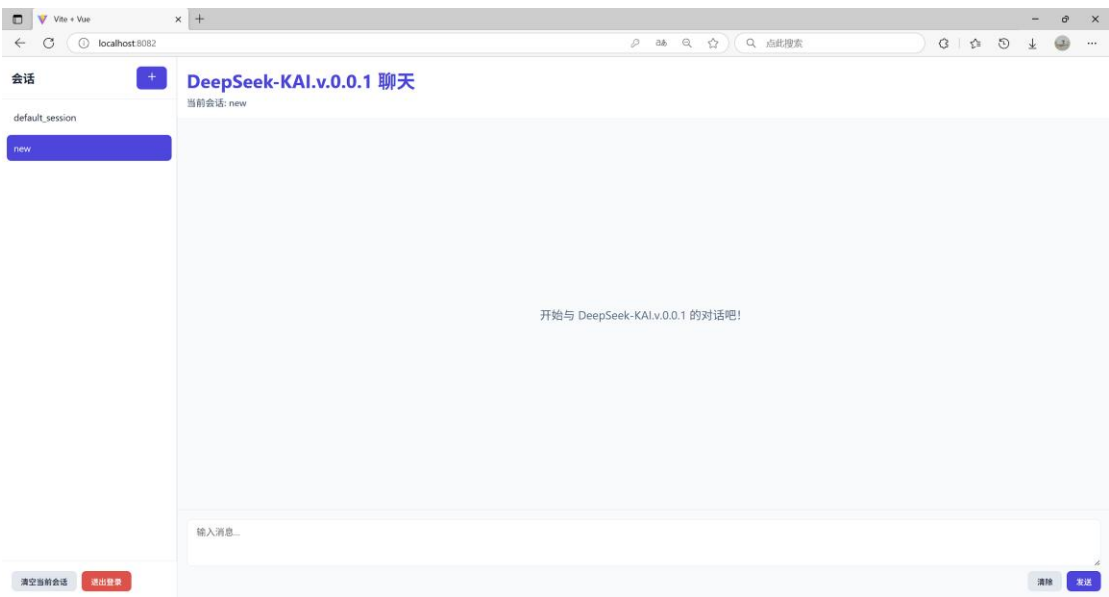 Vite + Vue
localhost:8082
点此搜索
会话
+
DeepSeek-KAI.v.0.0.1 聊天
当前会话: new
default_session
new
开始与 DeepSeek-KAI.v.0.0.1 的对话吧！
输入消息...
清空当前会话
退出登录
清除
发送